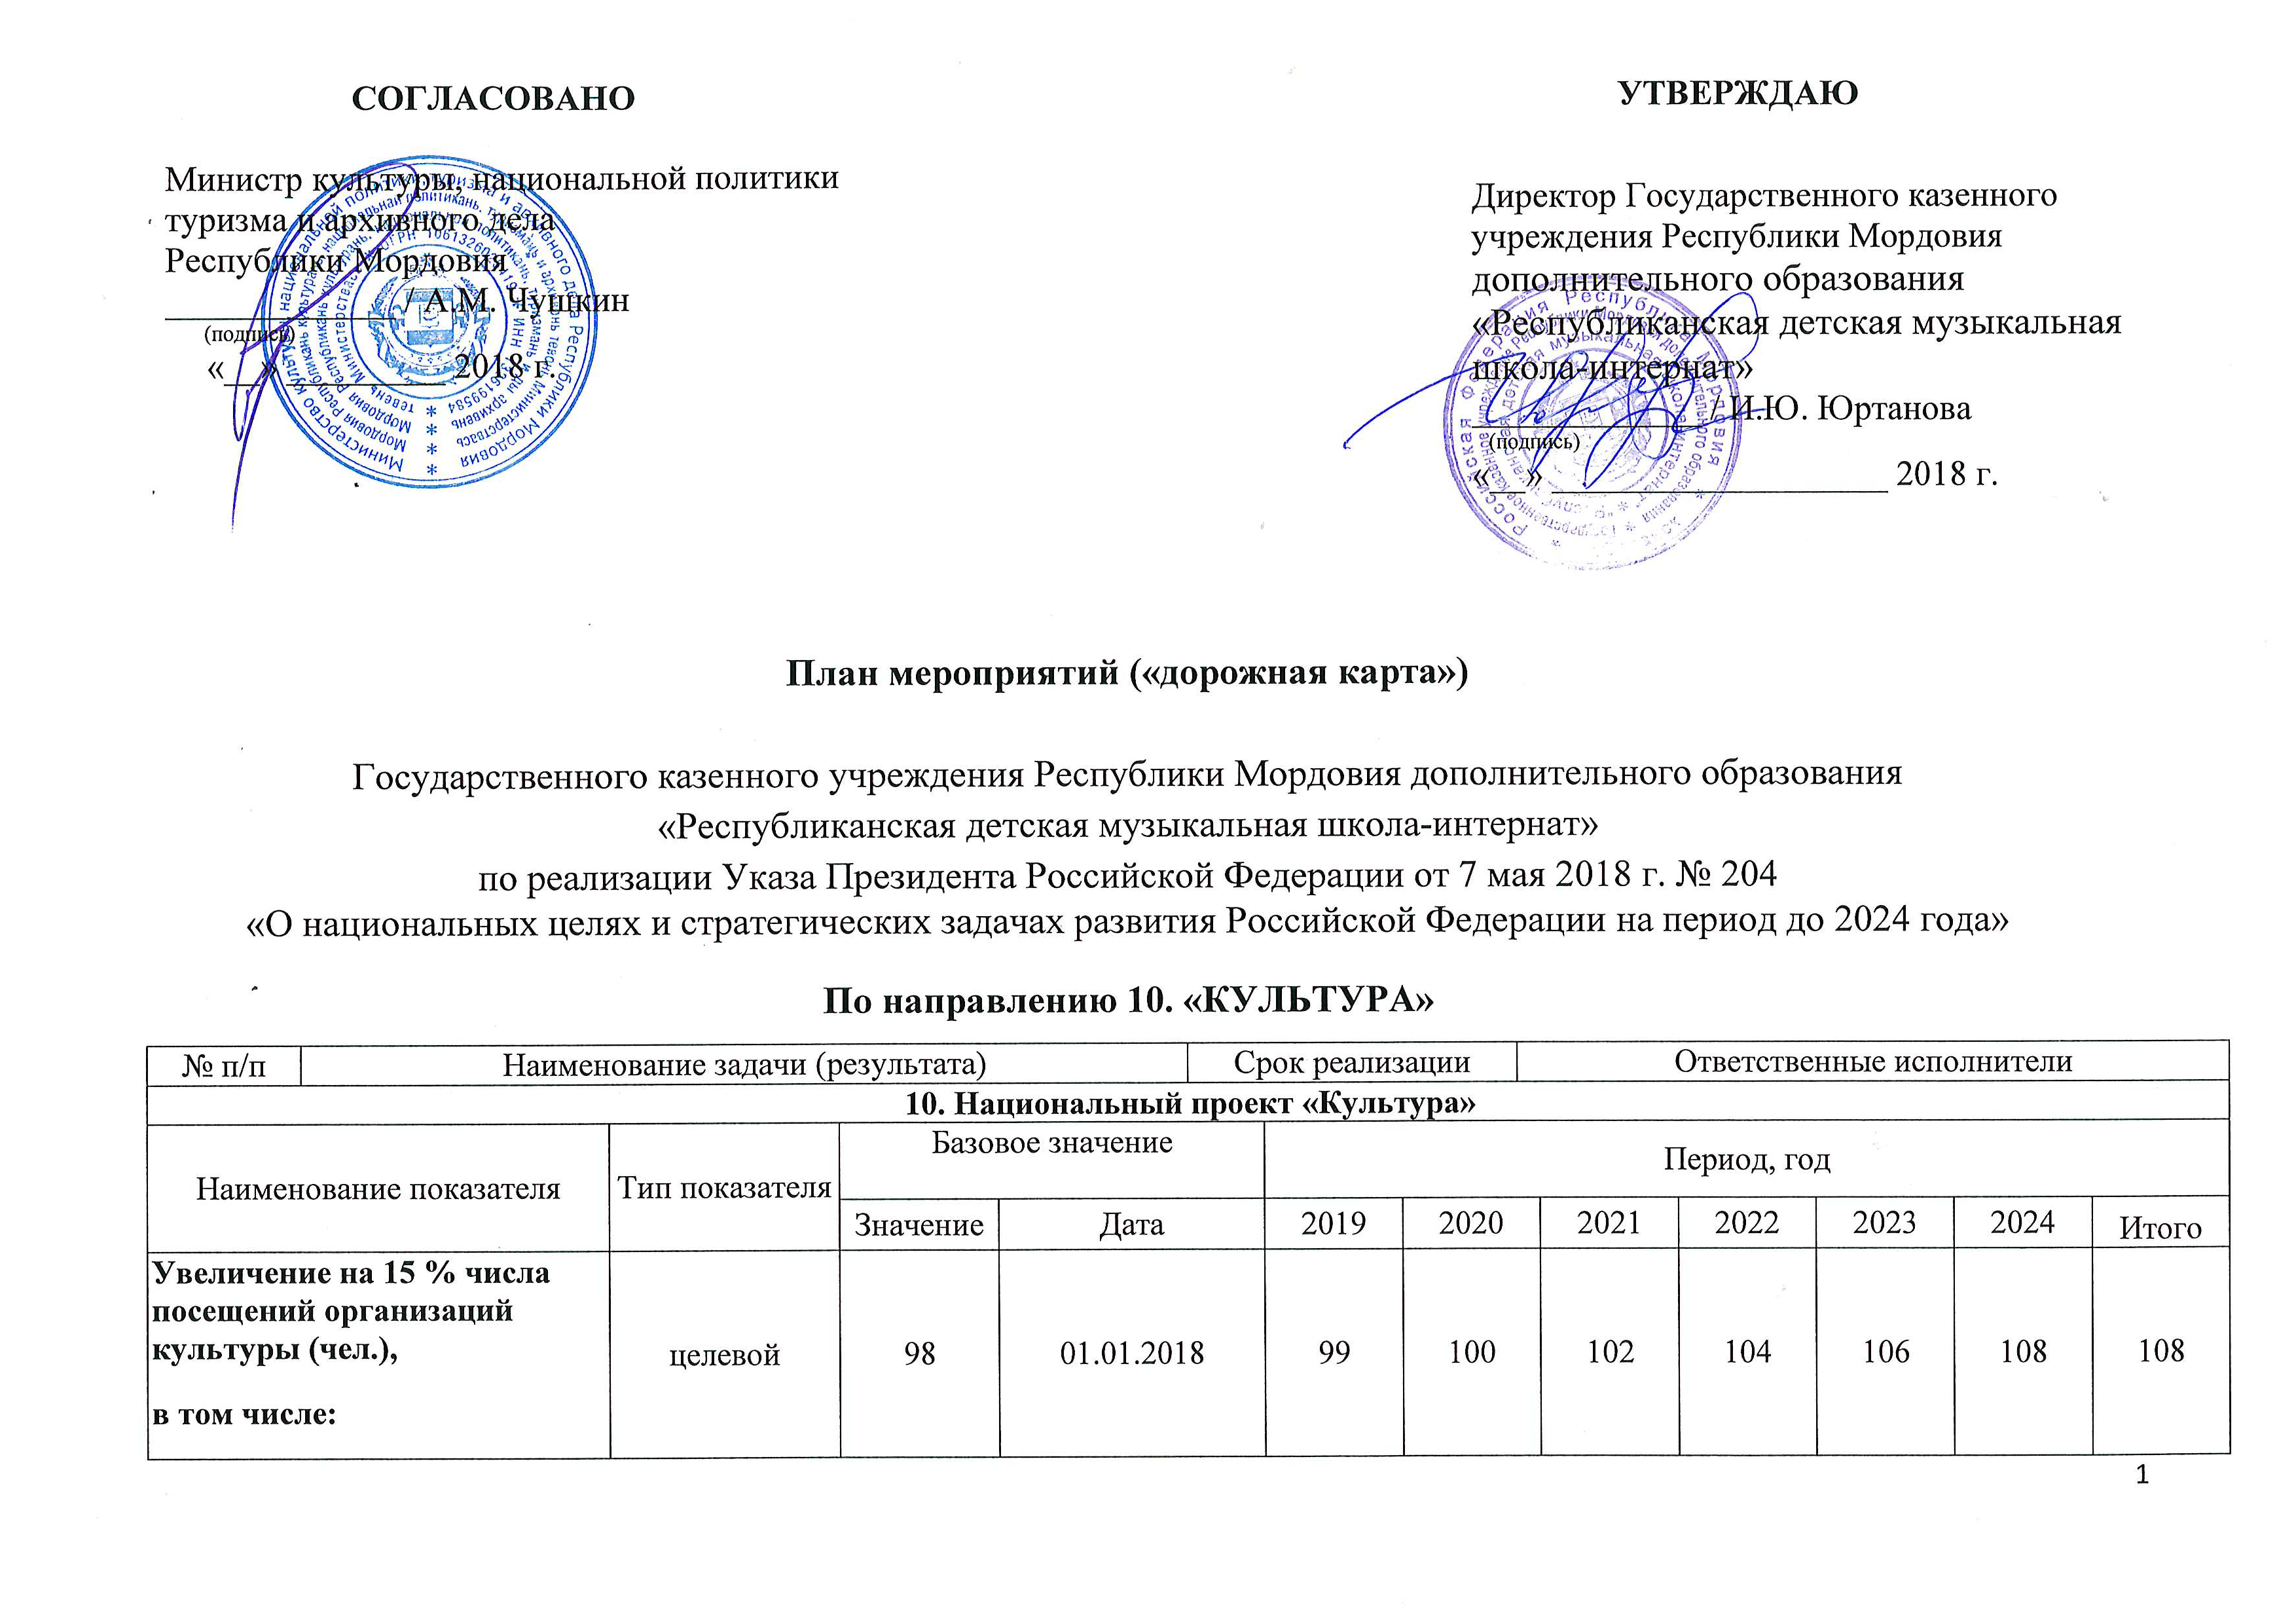 СОГЛАСОВАНО
Министр культуры, национальной политики
туризма и архивного дела
Республики Мордовия
/ А.М. Чушкин
(подпись)
«__» _________ 2018 г.
УТВЕРЖДАЮ
Директор Государственного казенного
учреждения Республики Мордовия
дополнительного образования
«Республиканская детская музыкальная
школа-интернат»
/ И.Ю. Юртанова
(подпись)
«__» ___________________ 2018 г.
План мероприятий («дорожная карта»)
Государственного казенного учреждения Республики Мордовия дополнительного образования
«Республиканская детская музыкальная школа-интернат»
по реализации Указа Президента Российской Федерации от 7 мая 2018 г. № 204
«О национальных целях и стратегических задачах развития Российской Федерации на период до 2024 года»
По направлению 10. «КУЛЬТУРА»
№ п/п Наименование задачи (результата) Срок реализации Ответственные исполнители
10. Национальный проект «Культура»
Наименование показателя Тип показателя Базовое значение Период, год
Значение Дата 2019 2020 2021 2022 2023 2024 Итого
Увеличение на 15 % числа
посещений организаций
культуры (чел.),
в том числе:
целевой 98 01.01.2018 99 100 102 104 106 108 108
1